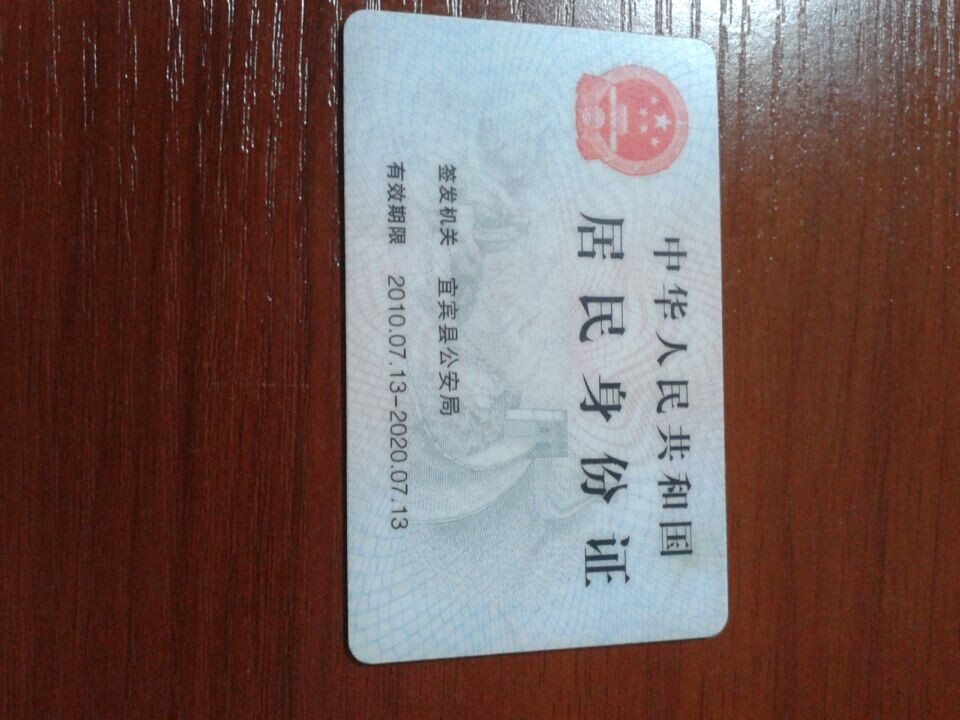 中华人民共和国
居民身份证
签发机关 宜宾县公安局
有效期限 2010.07.13-2020.07.13